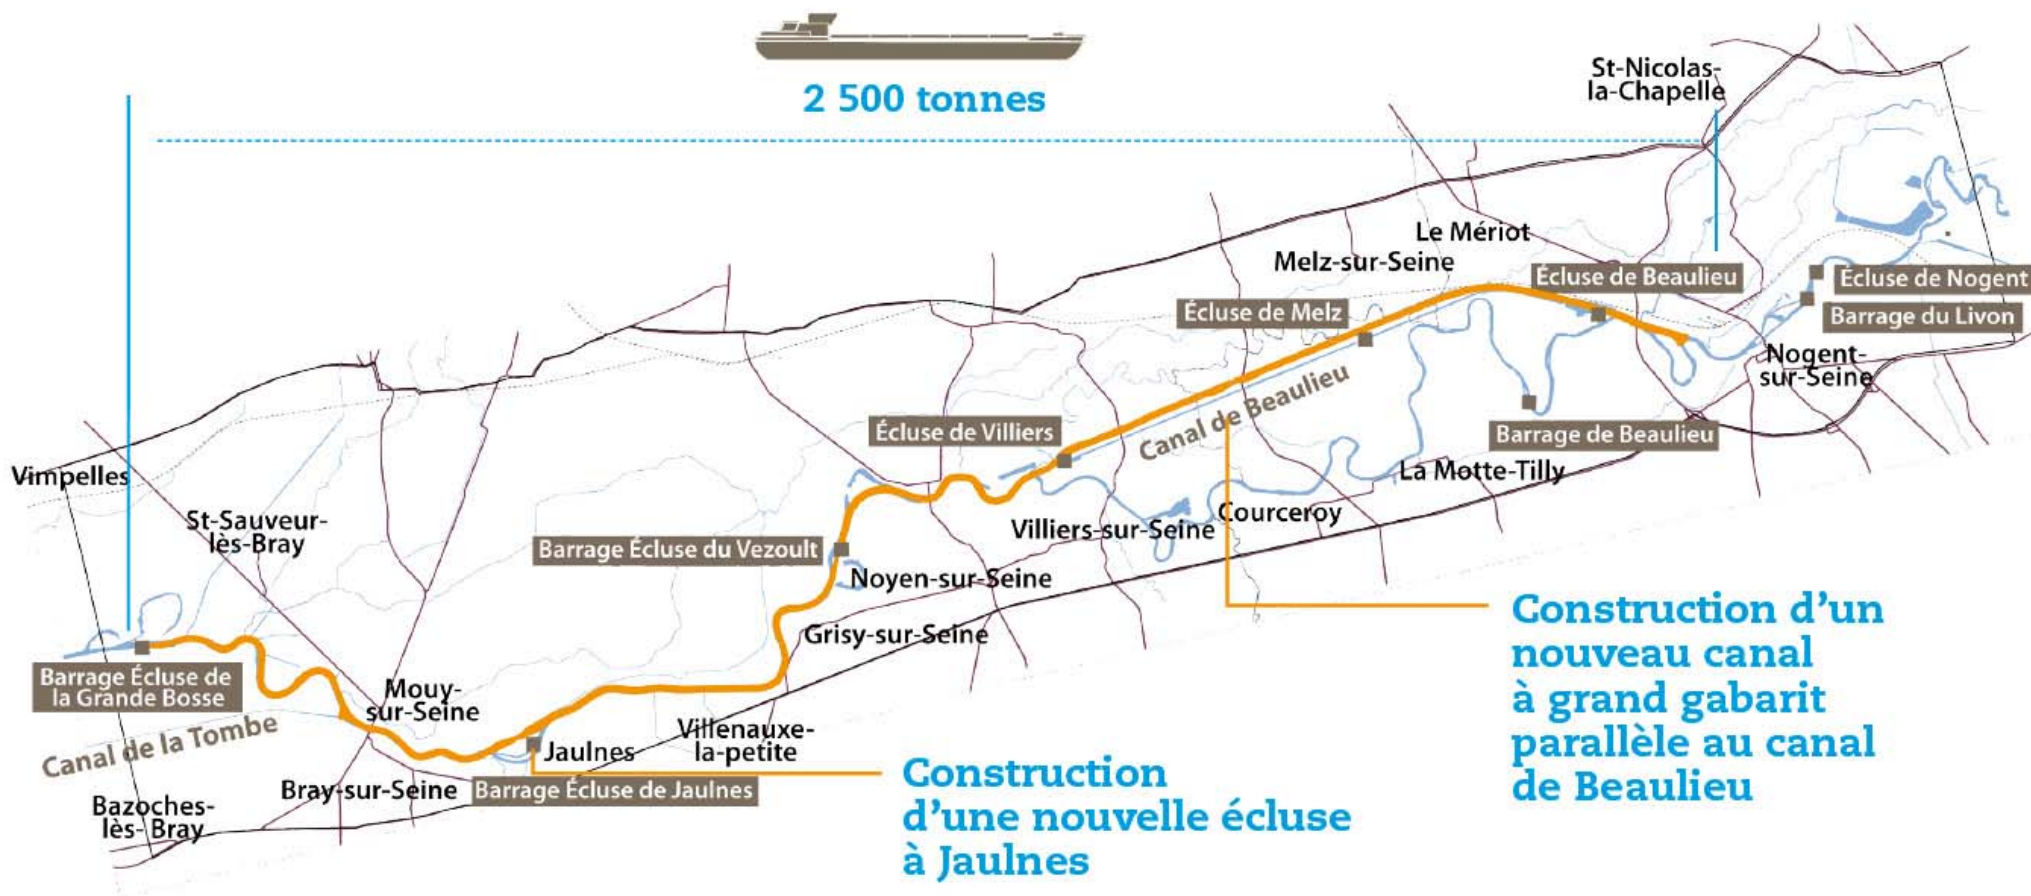 2 500 tonnes
St-Nicolas-
la-Chapelle
Le Mériot
Melz-sur-Seine
Écluse de Beaulieu
Écluse de Nogent
Écluse de Melz
Barrage du Livon
Nogent-
sur-Seine
Canal de Beaulieu
Écluse de Villiers
Barrage de Beaulieu
La Motte-Tilly
Vimpelles
St-Sauveur-
lès-Bray
Courceroy
Villiers-sur-Seine
Barrage Écluse du Vezoult
Noyen-sur-Seine
Grisy-sur-Seine
Construction d’un
nouveau canal
à grand gabarit
parallèle au canal
de Beaulieu
Barrage Écluse de
la Grande Bosse
Mouy-
sur-Seine
Canal de la Tombe
Villenauxe-
la-petite
Jaulnes
Bray-sur-Seine
Barrage Écluse de Jaulnes
Bazoches-
lès-Bray
Construction
d’une nouvelle écluse
à Jaulnes